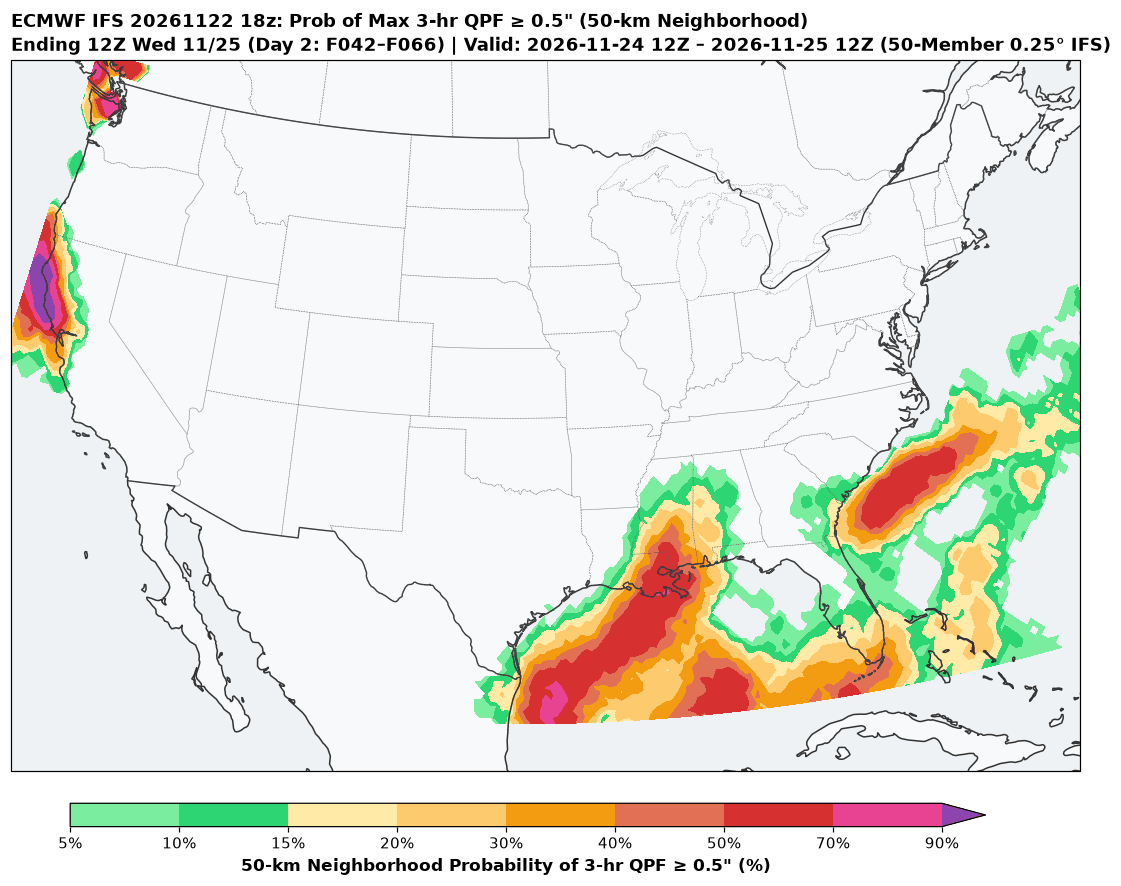 ECMWF IFS 20261122 18z: Prob of Max 3-hr QPF ≥ 0.5" (50-km Neighborhood)
Ending 12Z Wed 11/25 (Day 2: F042–F066) | Valid: 2026-11-24 12Z – 2026-11-25 12Z (50-Member 0.25° IFS)
5% 10% 15% 20% 30% 40% 50% 70% 90%
50-km Neighborhood Probability of 3-hr QPF ≥ 0.5" (%)